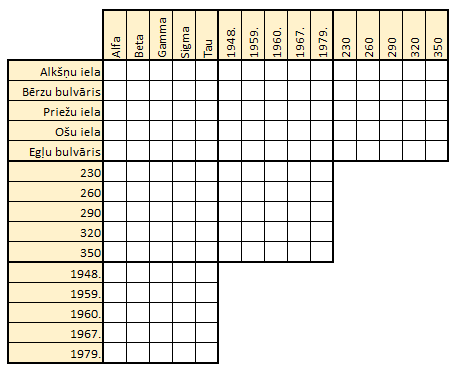 Alfa Beta Gamma Sigma Tau 1948. 1959. 1960. 1967. 1979. 230 260 290 320 350
Alkšņu iela
Bērzu bulvāris
Priežu iela
Ošu iela
Egļu bulvāris
230
260
290
320
350
1948.
1959.
1960.
1967.
1979.